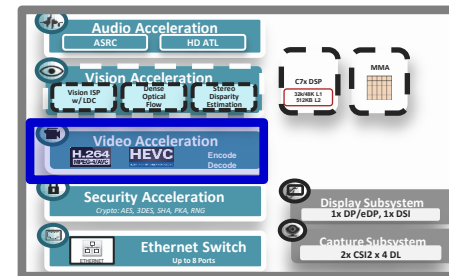 Audio Acceleration
ASRC
HD ATL
Vision Acceleration
Vision ISP
w/ LDC
Dense
Optical
Flow
Stereo
Disparity
Estimation
C7x DSP
32k/48K L1
512KB L2
MMA
Video Acceleration
H.264
MPEG-4/AVC
HEVC
Encode
Decode
Security Acceleration
Crypto: AES, 3DES, SHA, PKA, RNG
Ethernet Switch
Up to 8 Ports
ETHERNET
Display Subsystem
1x DP/eDP, 1x DSI
Capture Subsystem
2x CSI2 x 4 DL